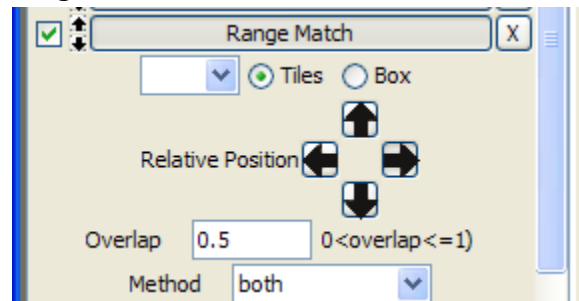 Range Match X
Tiles Box
Relative Position
Overlap 0.5 0<overlap<=1)
Method both